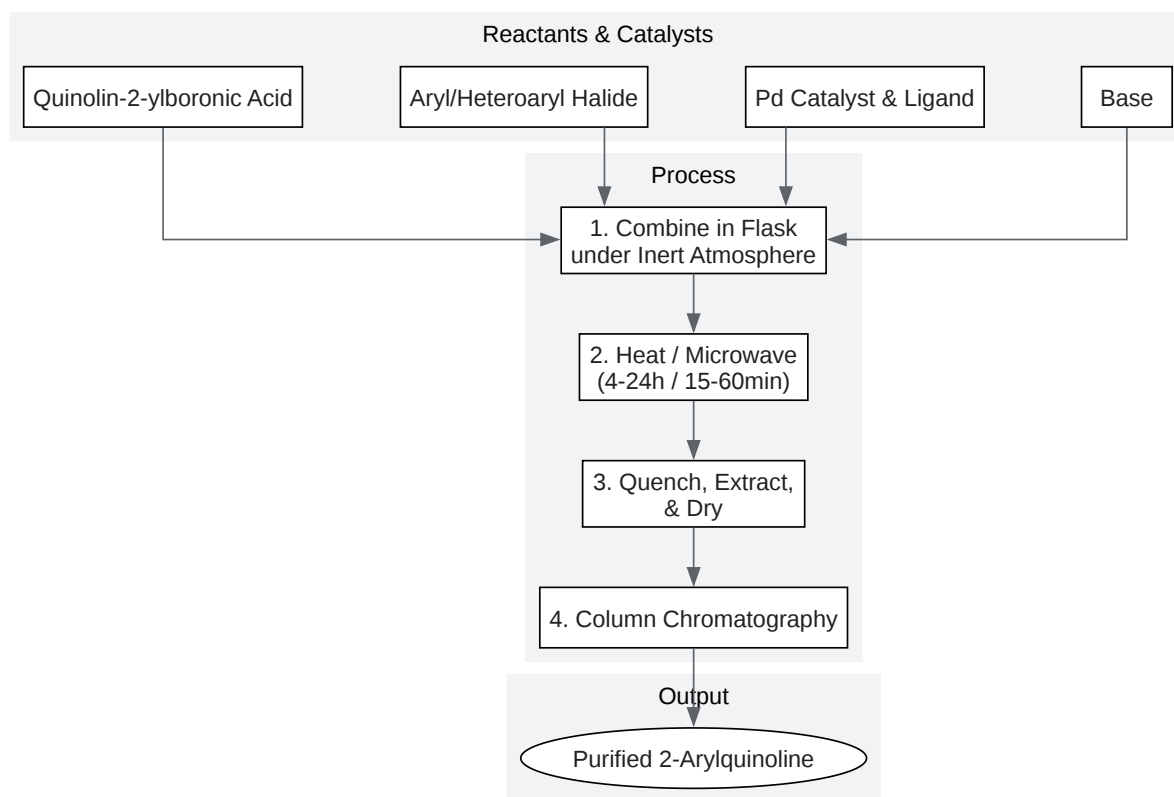 Reactants & Catalysts
Quinolin-2-ylboronic Acid
Aryl/Heteroaryl Halide
Pd Catalyst & Ligand
Base
Process
1. Combine in Flask
under Inert Atmosphere
2. Heat / Microwave
(4-24h / 15-60min)
3. Quench, Extract,
& Dry
4. Column Chromatography
Output
Purified 2-Arylquinoline